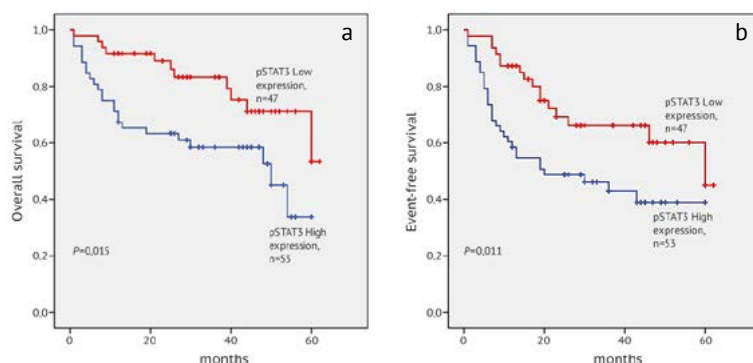 a
1,0
0,8
0,6
0,4
0,2
0,0
Overall survival
pSTAT3 Low
expression,
n=47
pSTAT3 High
expression,
n=53
P=0,015
0
20
40
60
months
b
1,0
0,8
0,6
0,4
0,2
0,0
Event-free survival
pSTAT3 Low
expression,
n=47
pSTAT3 High
expression,
n=53
P=0,011
0
20
40
60
months